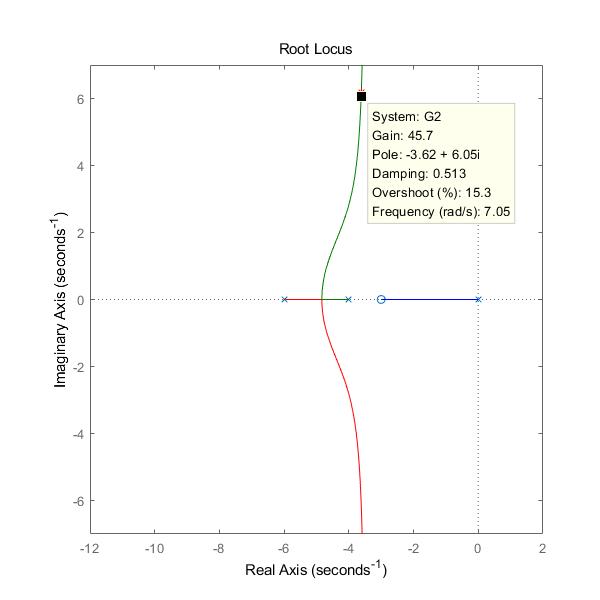 Root Locus
System: G2
Gain: 45.7
Pole: -3.62 + 6.05i
Damping: 0.513
Overshoot (%): 15.3
Frequency (rad/s): 7.05
6
4
2
0
-2
-4
-6
Imaginary Axis (seconds-1)
-12 -10 -8 -6 -4 -2 0 2
Real Axis (seconds-1)